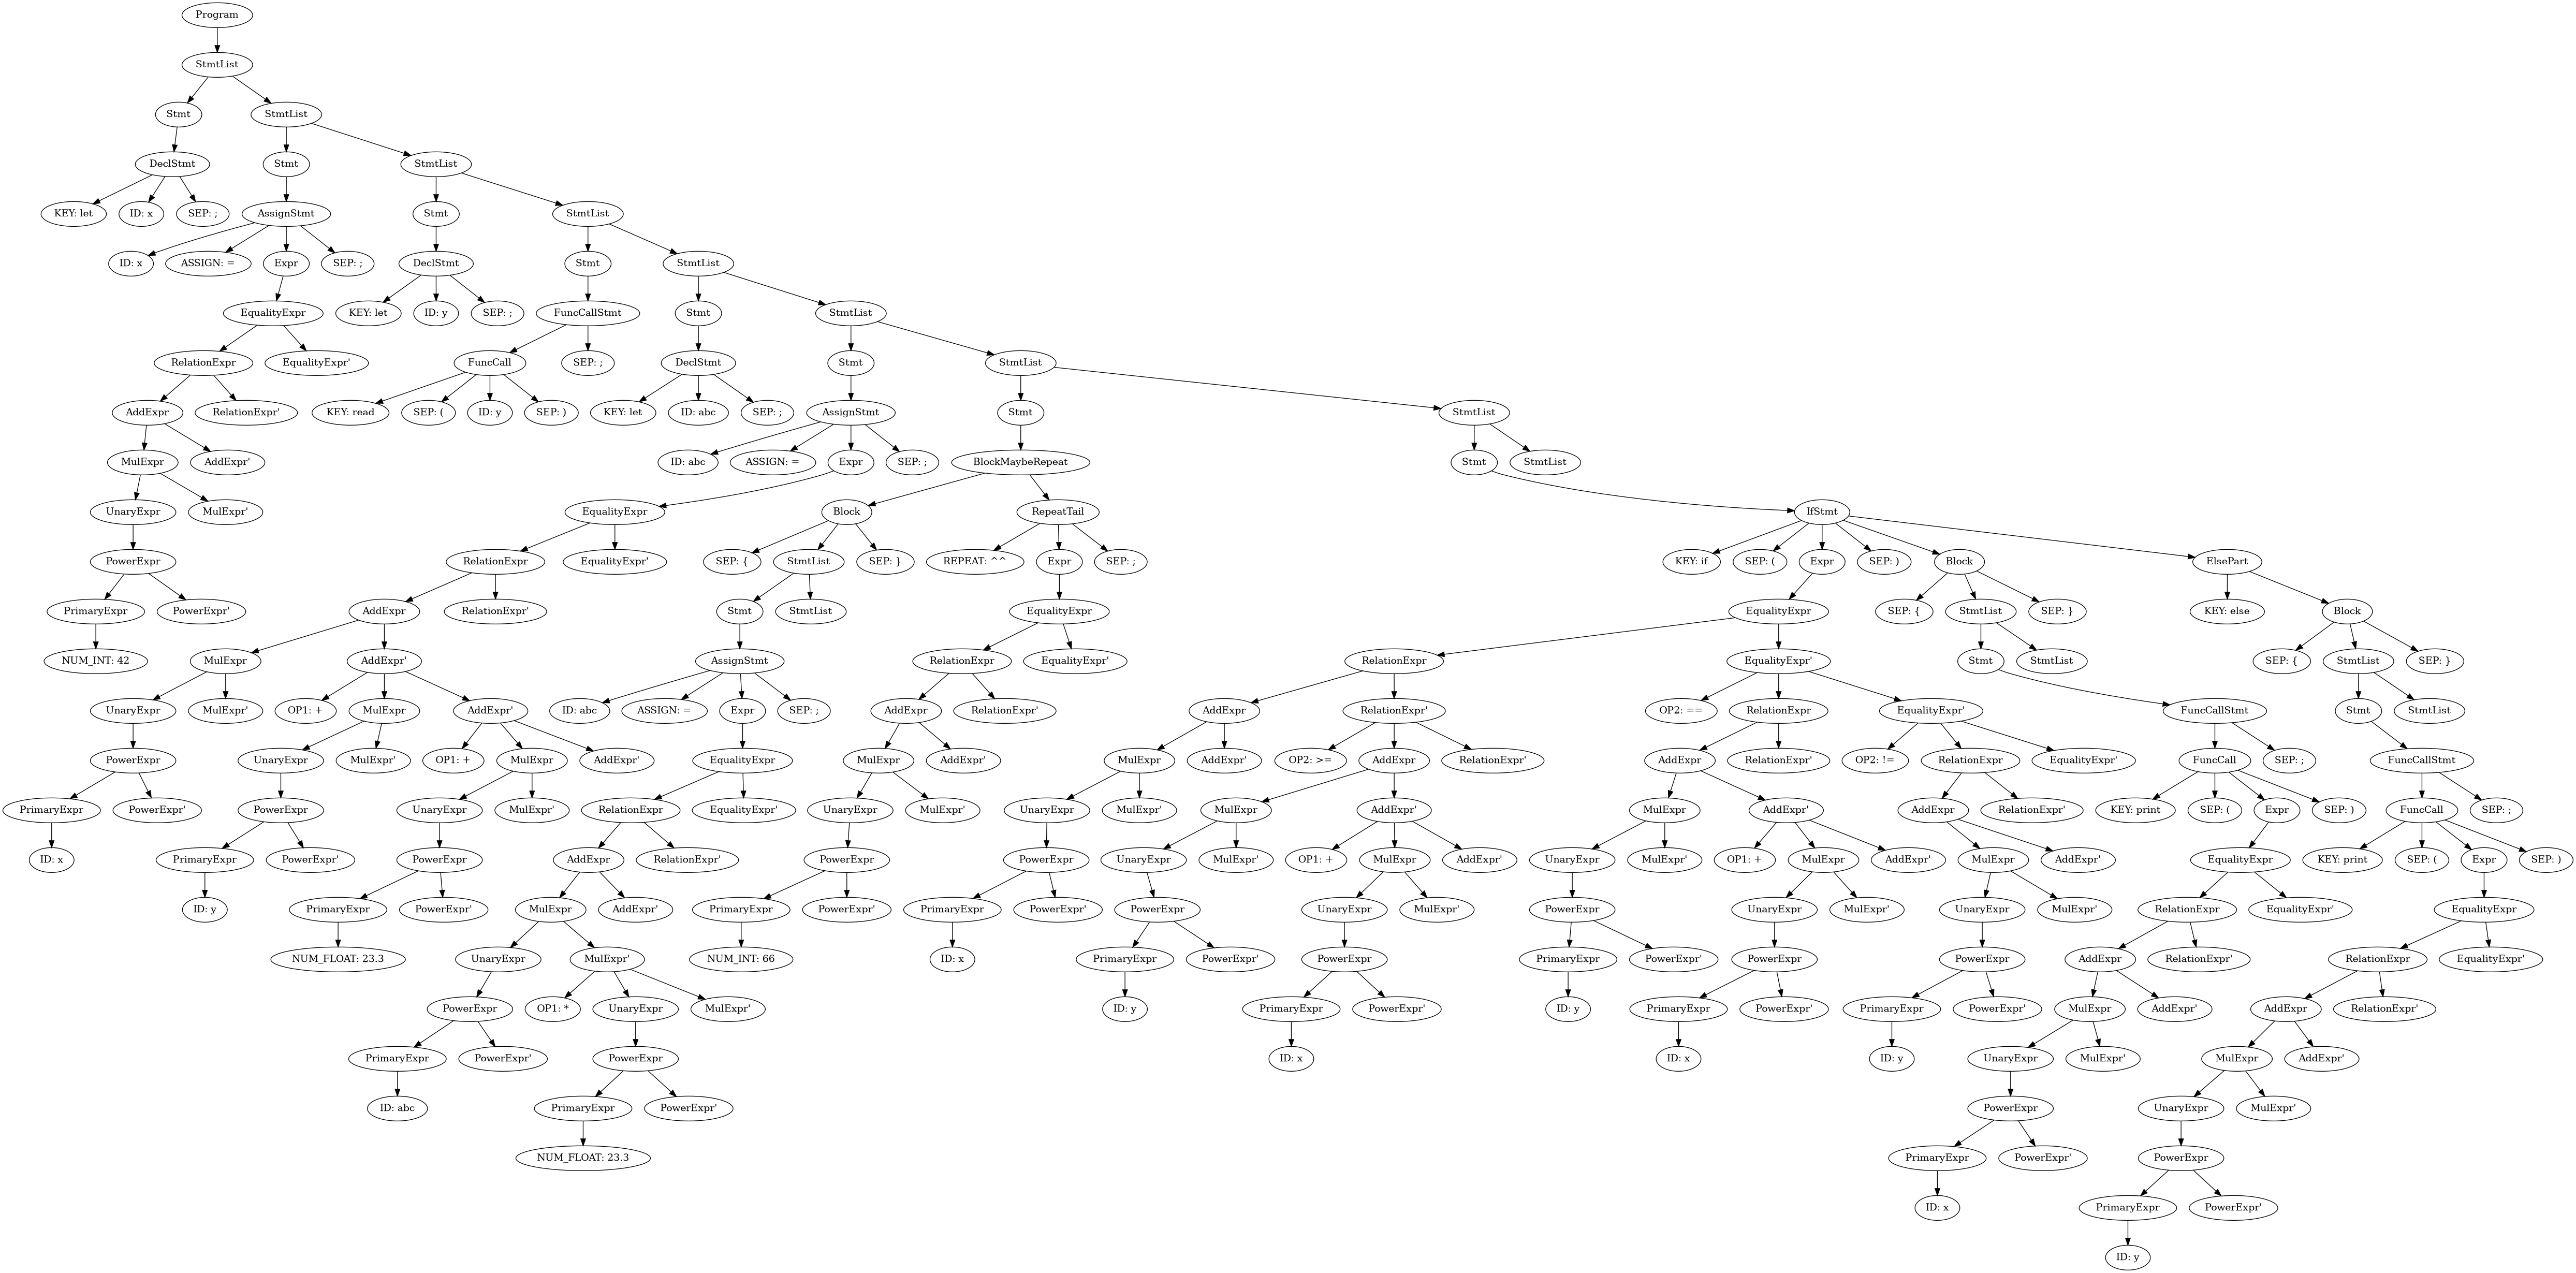 Program
StmtList
Stmt StmtList
DeclStmt Stmt StmtList
KEY: let ID: x SEP: ; AssignStmt Stmt StmtList
ID: x ASSIGN: = Expr SEP: ; DeclStmt Stmt StmtList
EqualityExpr KEY: let ID: y SEP: ; FuncCallStmt Stmt StmtList
RelationExpr EqualityExpr' FuncCall SEP: ; DeclStmt Stmt StmtList
AddExpr RelationExpr' KEY: read SEP: ( ID: y SEP: ) KEY: let ID: abc SEP: ; AssignStmt Stmt StmtList
MulExpr AddExpr' ID: abc ASSIGN: = Expr SEP: ; BlockMaybeRepeat Stmt StmtList
UnaryExpr MulExpr' EqualityExpr Block RepeatTail IfStmt
PowerExpr RelationExpr EqualityExpr' SEP: { StmtList SEP: } REPEAT: ^^ Expr SEP: ; KEY: if SEP: ( Expr SEP: ) Block ElsePart
PrimaryExpr PowerExpr' AddExpr RelationExpr' Stmt StmtList EqualityExpr EqualityExpr SEP: { StmtList SEP: } KEY: else Block
NUM_INT: 42 MulExpr AddExpr' AssignStmt RelationExpr EqualityExpr' RelationExpr EqualityExpr' Stmt StmtList SEP: { StmtList SEP: }
UnaryExpr MulExpr' OP1: + MulExpr AddExpr' ID: abc ASSIGN: = Expr SEP: ; AddExpr RelationExpr' AddExpr RelationExpr' OP2: == RelationExpr EqualityExpr' FuncCallStmt Stmt StmtList
PowerExpr UnaryExpr MulExpr' OP1: + MulExpr AddExpr' EqualityExpr MulExpr AddExpr' MulExpr AddExpr' OP2: >= AddExpr RelationExpr' AddExpr RelationExpr' OP2: != RelationExpr EqualityExpr' FuncCall SEP: ; FuncCallStmt
PrimaryExpr PowerExpr' PowerExpr UnaryExpr MulExpr' RelationExpr EqualityExpr' UnaryExpr MulExpr' UnaryExpr MulExpr' MulExpr AddExpr' MulExpr AddExpr' AddExpr RelationExpr' KEY: print SEP: ( Expr SEP: ) FuncCall SEP: ;
ID: x PrimaryExpr PowerExpr' PowerExpr AddExpr RelationExpr' PowerExpr PowerExpr UnaryExpr MulExpr' OP1: + MulExpr AddExpr' UnaryExpr MulExpr' OP1: + MulExpr AddExpr' MulExpr AddExpr' EqualityExpr KEY: print SEP: ( Expr SEP: )
ID: y PrimaryExpr PowerExpr' MulExpr AddExpr' PrimaryExpr PowerExpr' PrimaryExpr PowerExpr' PowerExpr UnaryExpr MulExpr' PowerExpr UnaryExpr MulExpr' UnaryExpr MulExpr' RelationExpr EqualityExpr' EqualityExpr
NUM_FLOAT: 23.3 UnaryExpr MulExpr' NUM_INT: 66 ID: x PrimaryExpr PowerExpr' PowerExpr PrimaryExpr PowerExpr' PowerExpr PowerExpr AddExpr RelationExpr' RelationExpr EqualityExpr'
PowerExpr OP1: * UnaryExpr MulExpr' ID: y PrimaryExpr PowerExpr' ID: y PrimaryExpr PowerExpr' PrimaryExpr PowerExpr' MulExpr AddExpr' AddExpr RelationExpr'
PrimaryExpr PowerExpr' PowerExpr ID: x ID: x ID: y UnaryExpr MulExpr' MulExpr AddExpr'
ID: abc PrimaryExpr PowerExpr' PowerExpr UnaryExpr MulExpr'
NUM_FLOAT: 23.3 PrimaryExpr PowerExpr' PowerExpr
ID: x PrimaryExpr PowerExpr'
ID: y